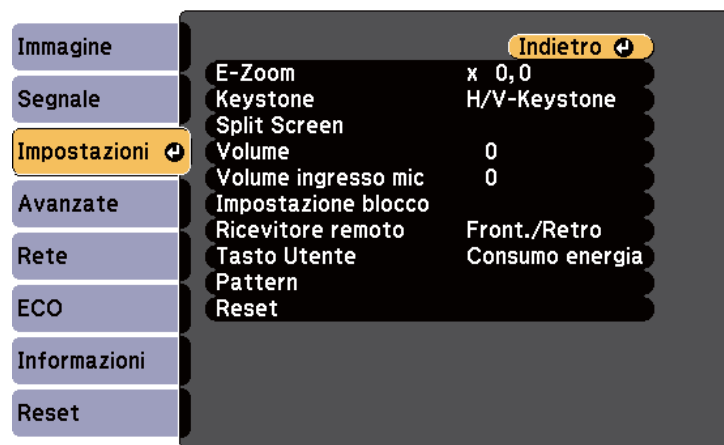 Immagine
Segnale
Impostazioni
Avanzate
Rete
ECO
Informazioni
Reset
Indietro
E-Zoom x 0,0
Keystone H/V-Keystone
Split Screen
Volume 0
Volume ingresso mic 0
Impostazione blocco
Ricevitore remoto Front./Retro
Tasto Utente Consumo energia
Pattern
Reset